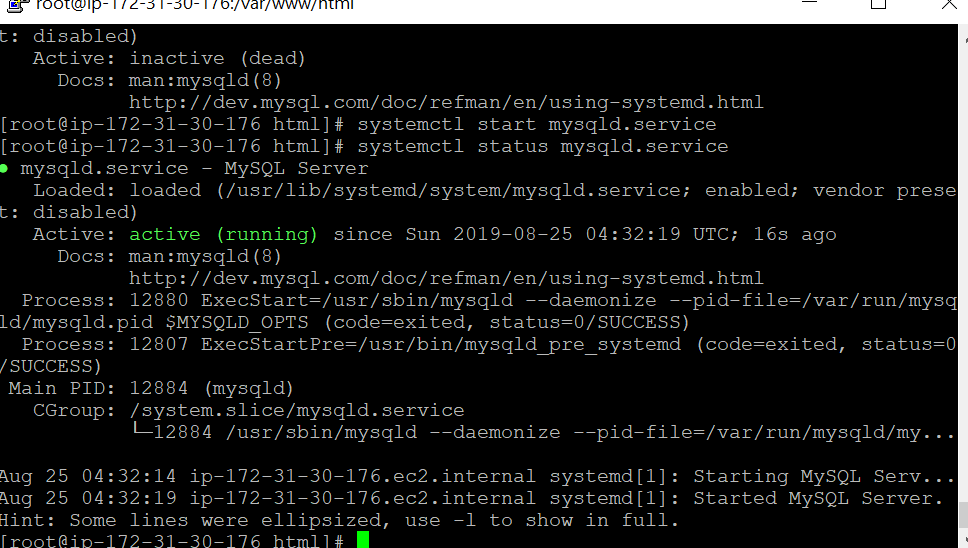 root@ip-172-31-30-176:/var/www/html
t: disabled)
Active: inactive (dead)
Docs: man:mysqld(8)
http://dev.mysql.com/doc/refman/en/using-systemd.html
[root@ip-172-31-30-176 html]# systemctl start mysqld.service
[root@ip-172-31-30-176 html]# systemctl status mysqld.service
● mysqld.service - MySQL Server
Loaded: loaded (/usr/lib/systemd/system/mysqld.service; enabled; vendor prese
t: disabled)
Active: active (running) since Sun 2019-08-25 04:32:19 UTC; 16s ago
Docs: man:mysqld(8)
http://dev.mysql.com/doc/refman/en/using-systemd.html
Process: 12880 ExecStart=/usr/sbin/mysqld --daemonize --pid-file=/var/run/mysq
ld/mysqld.pid $MYSQLD_OPTS (code=exited, status=0/SUCCESS)
Process: 12807 ExecStartPre=/usr/bin/mysqld_pre_systemd (code=exited, status=0
/SUCCESS)
Main PID: 12884 (mysqld)
CGroup: /system.slice/mysqld.service
└─12884 /usr/sbin/mysqld --daemonize --pid-file=/var/run/mysqld/my...
Aug 25 04:32:14 ip-172-31-30-176.ec2.internal systemd[1]: Starting MySQL Serv...
Aug 25 04:32:19 ip-172-31-30-176.ec2.internal systemd[1]: Started MySQL Server.
Hint: Some lines were ellipsized, use -l to show in full.
[root@ip-172-31-30-176 html]#